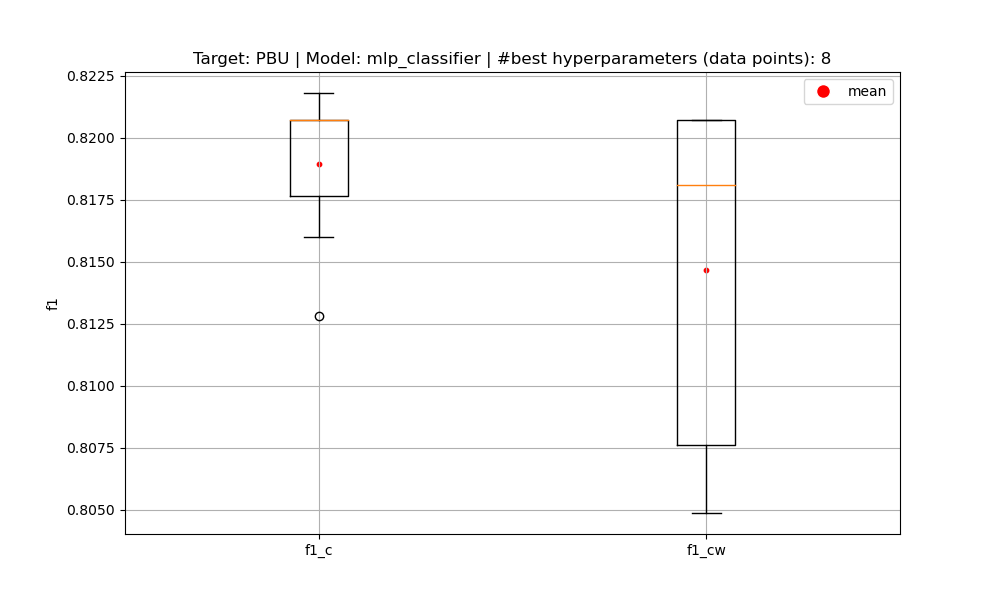 Target: PBU | Model: mlp_classifier | #best hyperparameters (data points): 8
mean
0.8225
0.8200
0.8175
0.8150
0.8125
0.8100
0.8075
0.8050
f1
f1_c
f1_cw